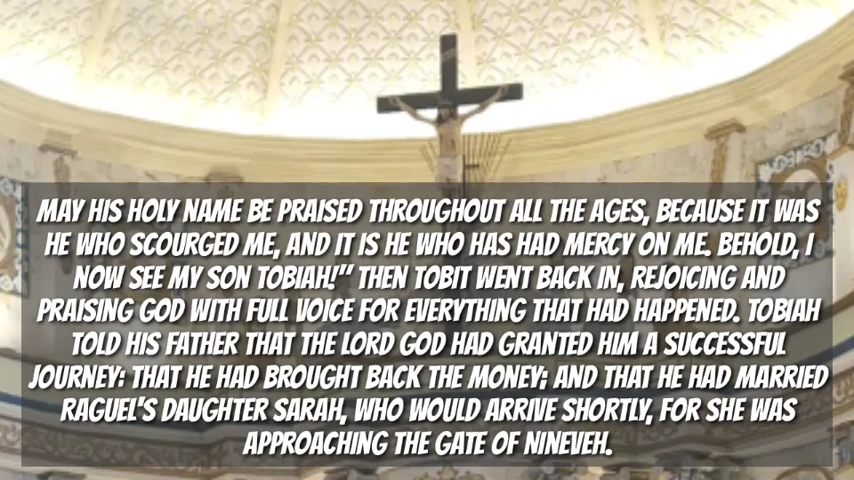 MAY HIS HOLY NAME BE PRAISED THROUGHOUT ALL THE AGES, BECAUSE IT WAS
HE WHO SCOURGED ME, AND IT IS HE WHO HAS HAD MERCY ON ME. BEHOLD, I
NOW SEE MY SON TOBIAH!" THEN TOBIT WENT BACK IN, REJOICING AND
PRAISING GOD WITH FULL VOICE FOR EVERYTHING THAT HAD HAPPENED. TOBIAH
TOLD HIS FATHER THAT THE LORD GOD HAD GRANTED HIM A SUCCESSFUL
JOURNEY: THAT HE HAD BROUGHT BACK THE MONEY; AND THAT HE HAD MARRIED
RAGUEL'S DAUGHTER SARAH, WHO WOULD ARRIVE SHORTLY, FOR SHE WAS
APPROACHING THE GATE OF NINEVEH.